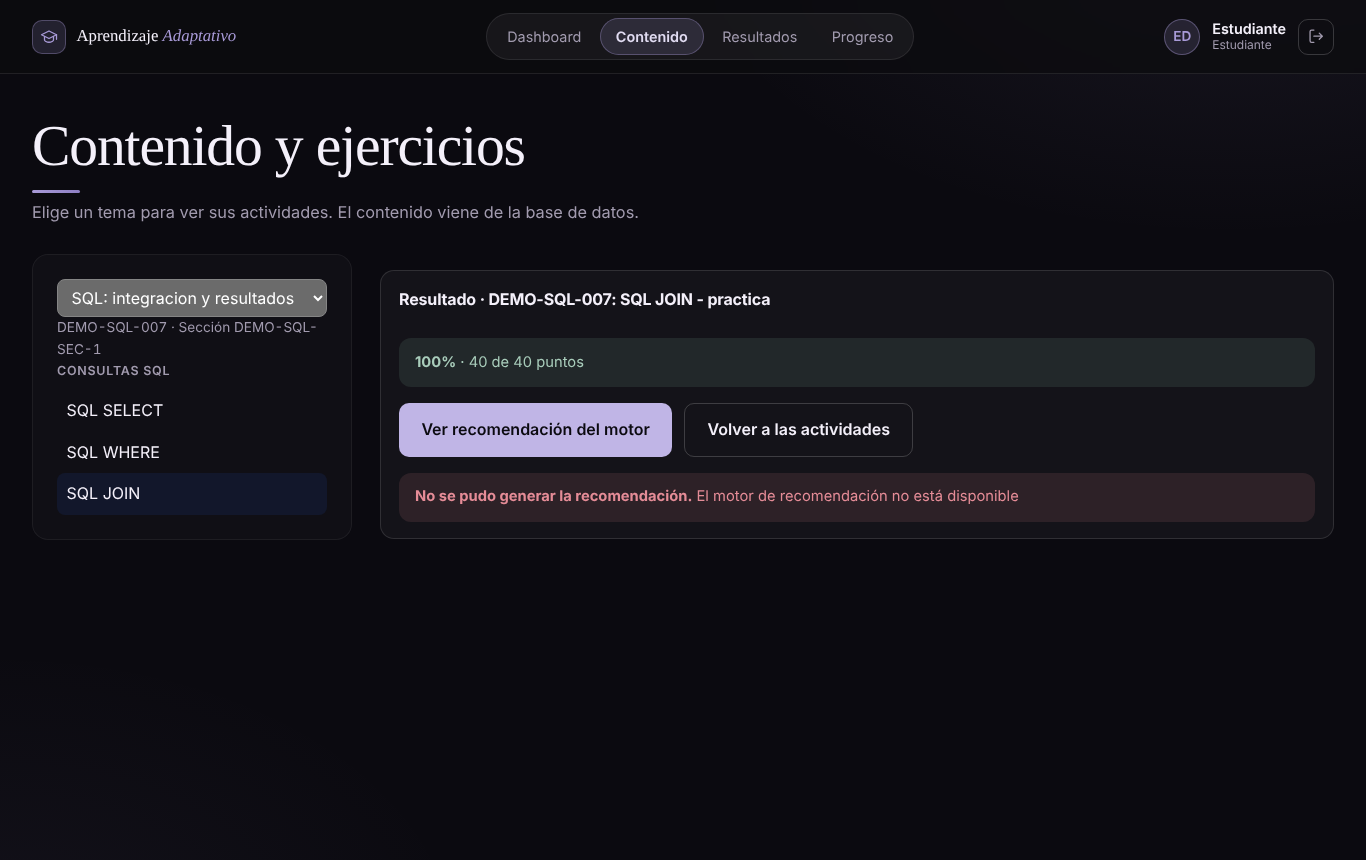 Aprendizaje Adaptativo
Dashboard
Contenido
Resultados
Progreso
ED
Estudiante
Estudiante
Contenido y ejercicios
Elige un tema para ver sus actividades. El contenido viene de la base de datos.
SQL: integracion y resultados
DEMO-SQL-007 · Sección DEMO-SQL-
SEC-1
CONSULTAS SQL
SQL SELECT
SQL WHERE
SQL JOIN
Resultado · DEMO-SQL-007: SQL JOIN - practica
100% · 40 de 40 puntos
Ver recomendación del motor
Volver a las actividades
No se pudo generar la recomendación. El motor de recomendación no está disponible